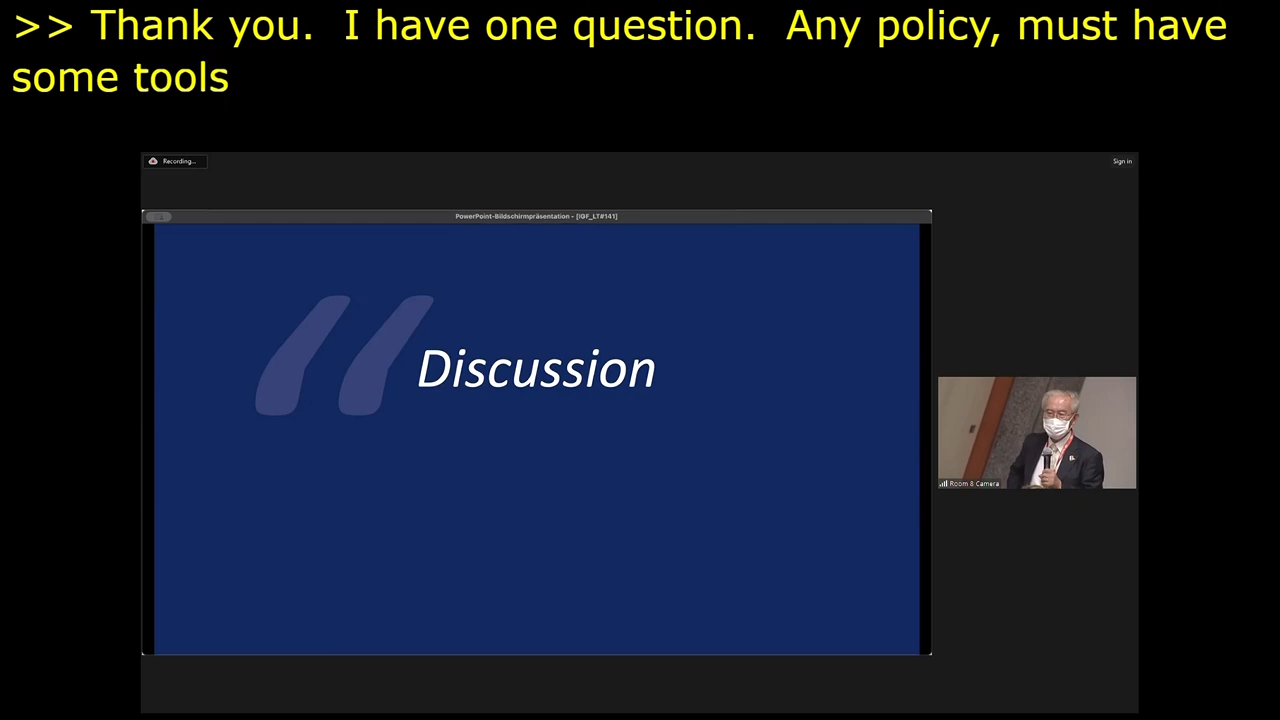 >> Thank you.  I have one question.  Any policy, must have
some tools
Recording...
Sign in
PowerPoint-Bildschirmpräsentation - [IGF_LT#141]
“
Discussion
Room 8 Camera